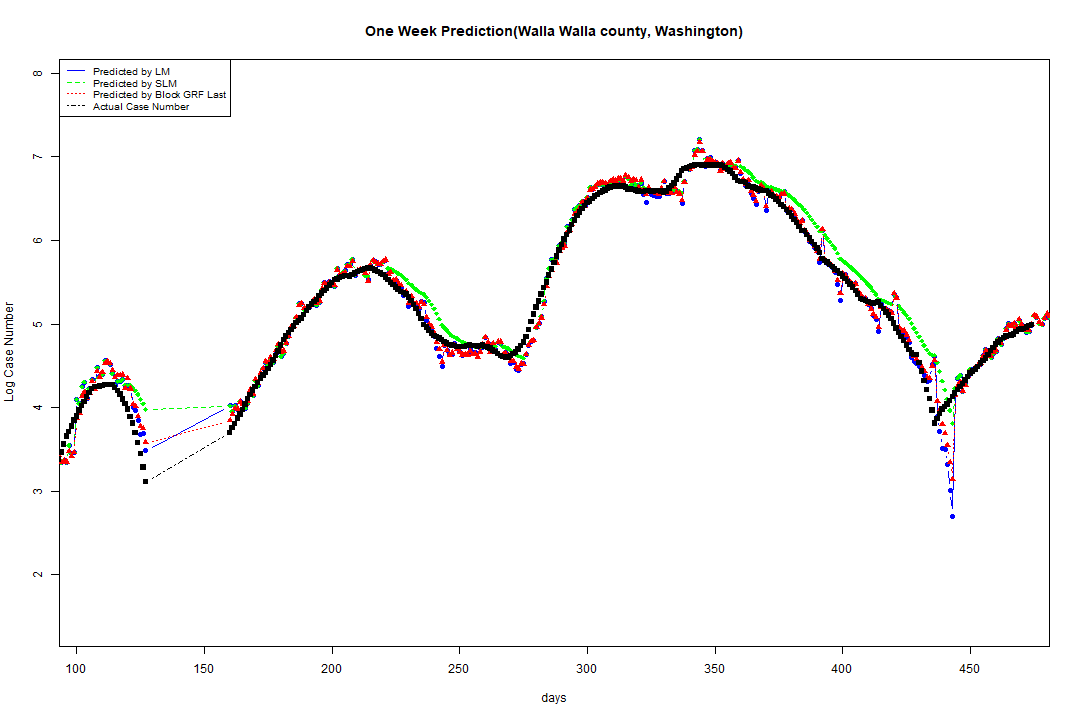 One Week Prediction(Walla Walla county, Washington)
Predicted by LM
Predicted by SLM
Predicted by Block GRF Last
Actual Case Number
8
7
6
5
4
3
2
Log Case Number
100 150 200 250 300 350 400 450
days